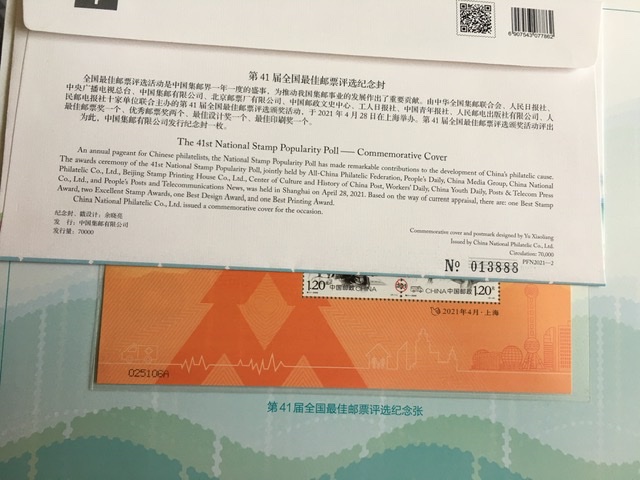 6907543077862
第41届全国最佳邮票评选纪念封
全国最佳邮票评选活动是中国集邮界一年一度的盛事，为推动我国集邮事业的发展作出了重要贡献。由中华全国集邮联合会、人民日报社、
中央广播电视总台、中国集邮有限公司、北京邮票厂有限公司、中国邮政文史中心、工人日报社、中国青年报社、人民邮电出版社有限公司、人
民邮电报社十家单位联合主办的第41届全国最佳邮票评选颁奖活动，于2021年4月28日在上海举办。第41届全国最佳邮票评选颁奖活动评出
最佳邮票奖一个、优秀邮票奖两个、最佳设计奖一个、最佳印刷奖一个。
为此，中国集邮有限公司发行纪念封一枚。
The 41st National Stamp Popularity Poll —— Commemorative Cover
An annual pageant for Chinese philatelists, the National Stamp Popularity Poll has made remarkable contributions to the development of China's philatelic cause.
The awards ceremony of the 41st National Stamp Popularity Poll, jointly held by All-China Philatelic Federation, People's Daily, China Media Group, China National
Philatelic Co., Ltd., Beijing Stamp Printing House Co., Ltd., Center of Culture and History of China Post, Workers' Daily, China Youth Daily, Posts & Telecom Press
Co., Ltd., and People's Posts and Telecommunications News, was held in Shanghai on April 28, 2021. Based on the way of current appraisal, there are: one Best Stamp
Award, two Excellent Stamp Awards, one Best Design Award, and one Best Printing Award.
China National Philatelic Co., Ltd. issued a commemorative cover for the occasion.
纪念封、戳设计：余晓亮
发 行：中国集邮有限公司
发行量：70000
Commemorative cover and postmark designed by Yu Xiaoliang
Issued by China National Philatelic Co., Ltd.
Circulation: 70,000
PFN2021—2
№ 013888
120分 中国邮政 CHINA
CHINA 中国邮政 120分
2021年4月·上海
025106A
第41届全国最佳邮票评选纪念张